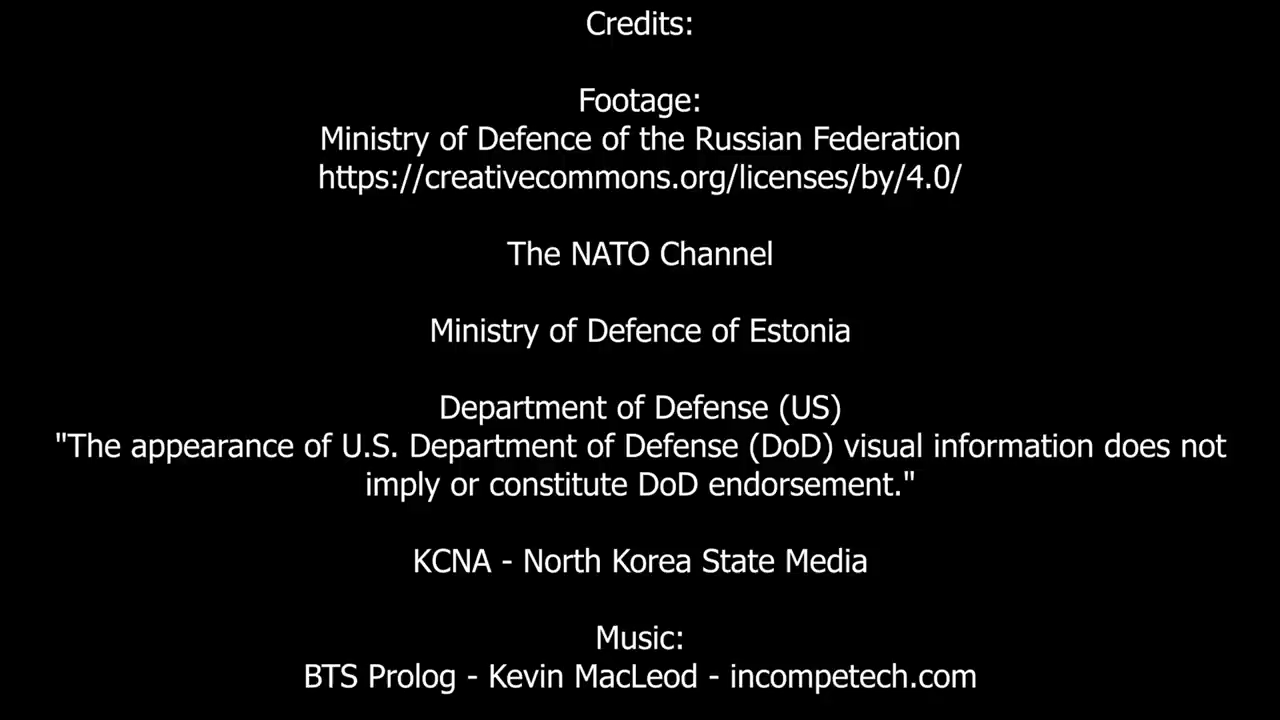 Credits:
Footage:
Ministry of Defence of the Russian Federation
https://creativecommons.org/licenses/by/4.0/
The NATO Channel
Ministry of Defence of Estonia
Department of Defense (US)
"The appearance of U.S. Department of Defense (DoD) visual information does not
imply or constitute DoD endorsement."
KCNA - North Korea State Media
Music:
BTS Prolog - Kevin MacLeod - incompetech.com